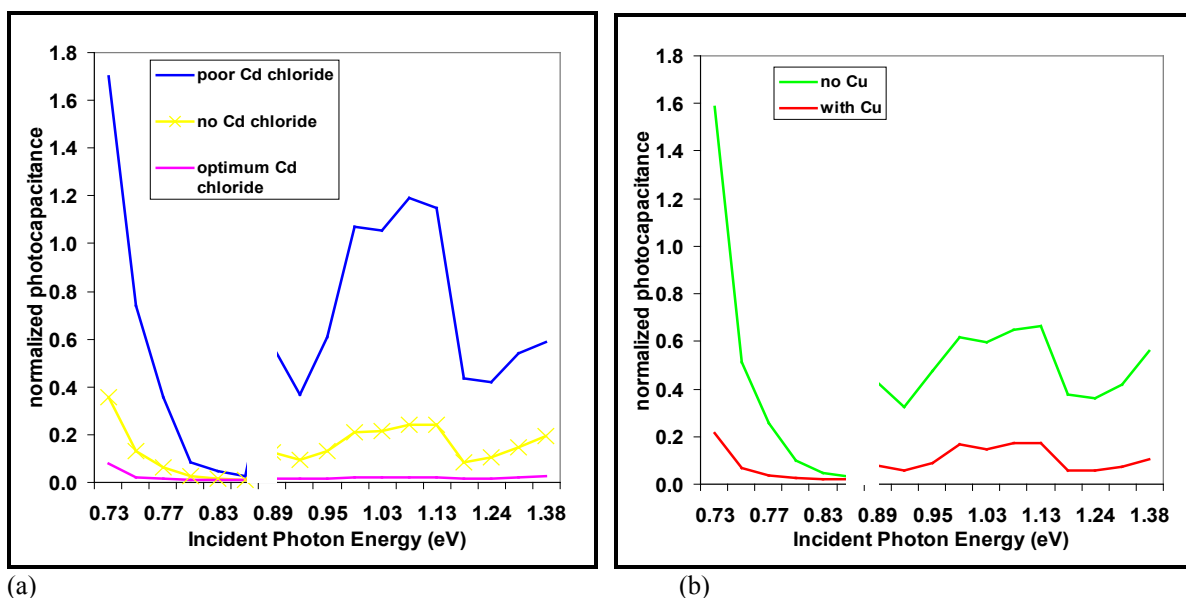 1.8
1.6
1.4
1.2
1.0
0.8
0.6
0.4
0.2
0.0
normalized photocapacitance
poor Cd chloride
no Cd chloride
optimum Cd
chloride
0.73 0.77 0.83 0.89 0.95 1.03 1.13 1.24 1.38
Incident Photon Energy (eV)
(a)
1.8
1.6
1.4
1.2
1.0
0.8
0.6
0.4
0.2
0.0
normalized photocapacitance
no Cu
with Cu
0.73 0.77 0.83 0.89 0.95 1.03 1.13 1.24 1.38
Incident Photon Energy (eV)
(b)